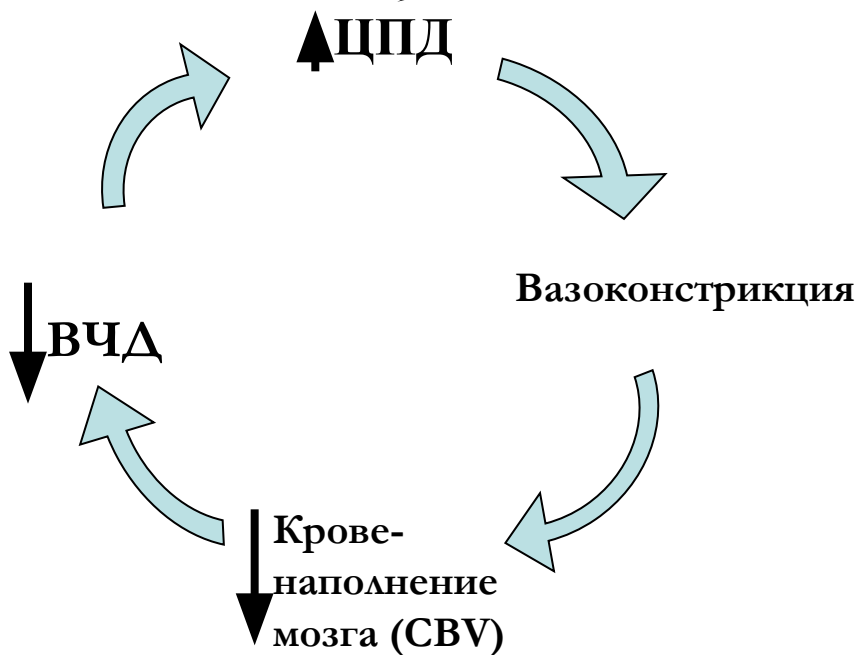 ЦПД
Вазоконстрикция
ВЧД
Крове-
наполнение
мозга (CBV)